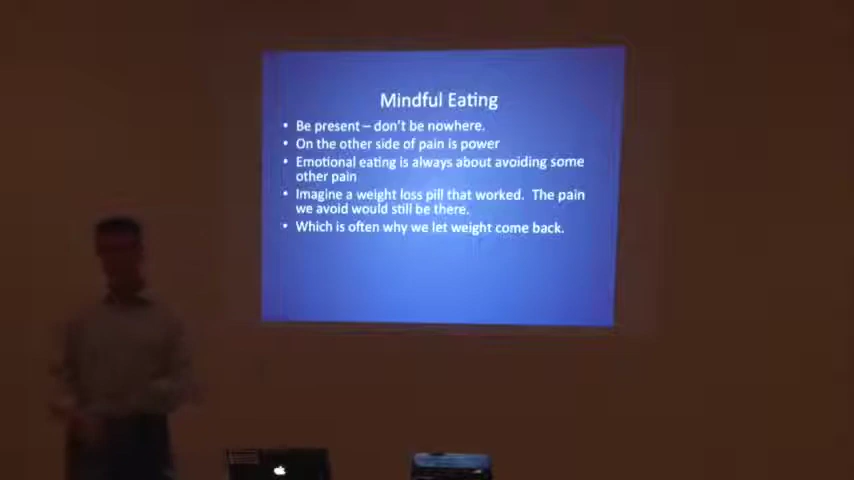 Mindful Eating
• Be present – don't be nowhere.
• On the other side of pain is power
• Emotional eating is always about avoiding some
other pain
• Imagine a weight loss pill that worked.  The pain
we avoid would still be there.
• Which is often why we let weight come back.